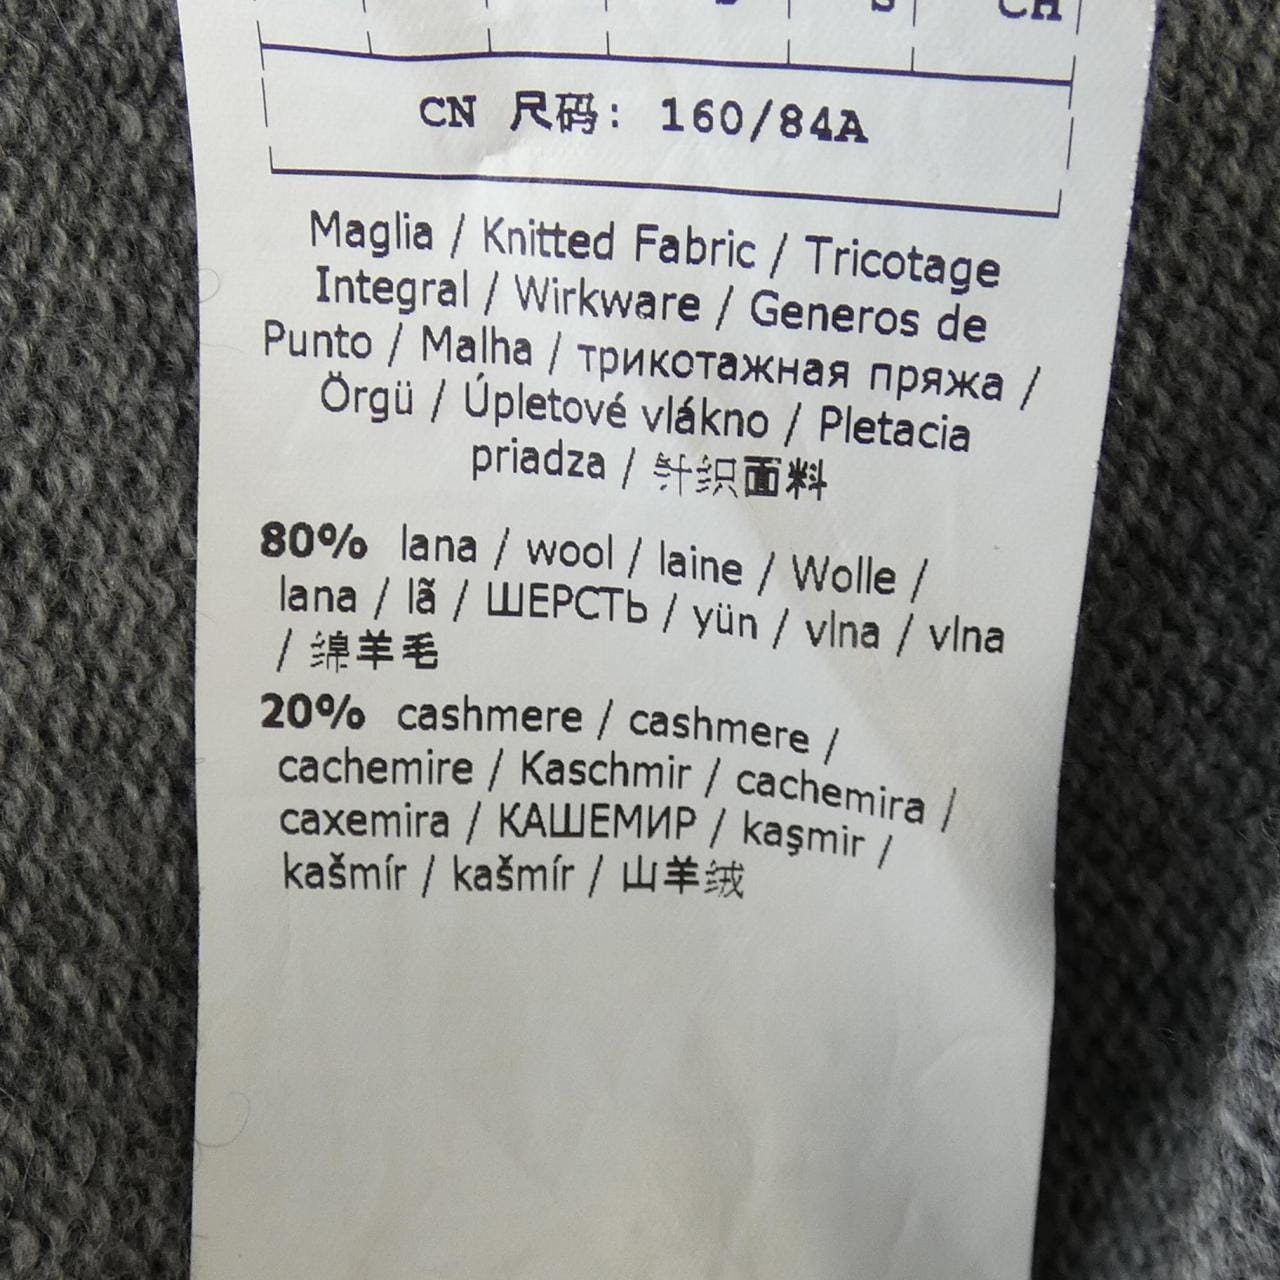 CH
CN 尺码: 160/84A
Maglia / Knitted Fabric / Tricotage
Integral / Wirkware / Generos de
Punto / Malha / трикотажная пряжа /
Örgü / Úpletové vlákno / Pletacia
priadza / 针织面料
80% lana / wool / laine / Wolle /
lana / lã / ШЕРСТЬ / yün / vlna / vlna
/ 绵羊毛
20% cashmere / cashmere /
cachemire / Kaschmir / cachemira /
caxemira / КАШЕМИР / kaşmir /
kašmír / kašmír / 山羊绒